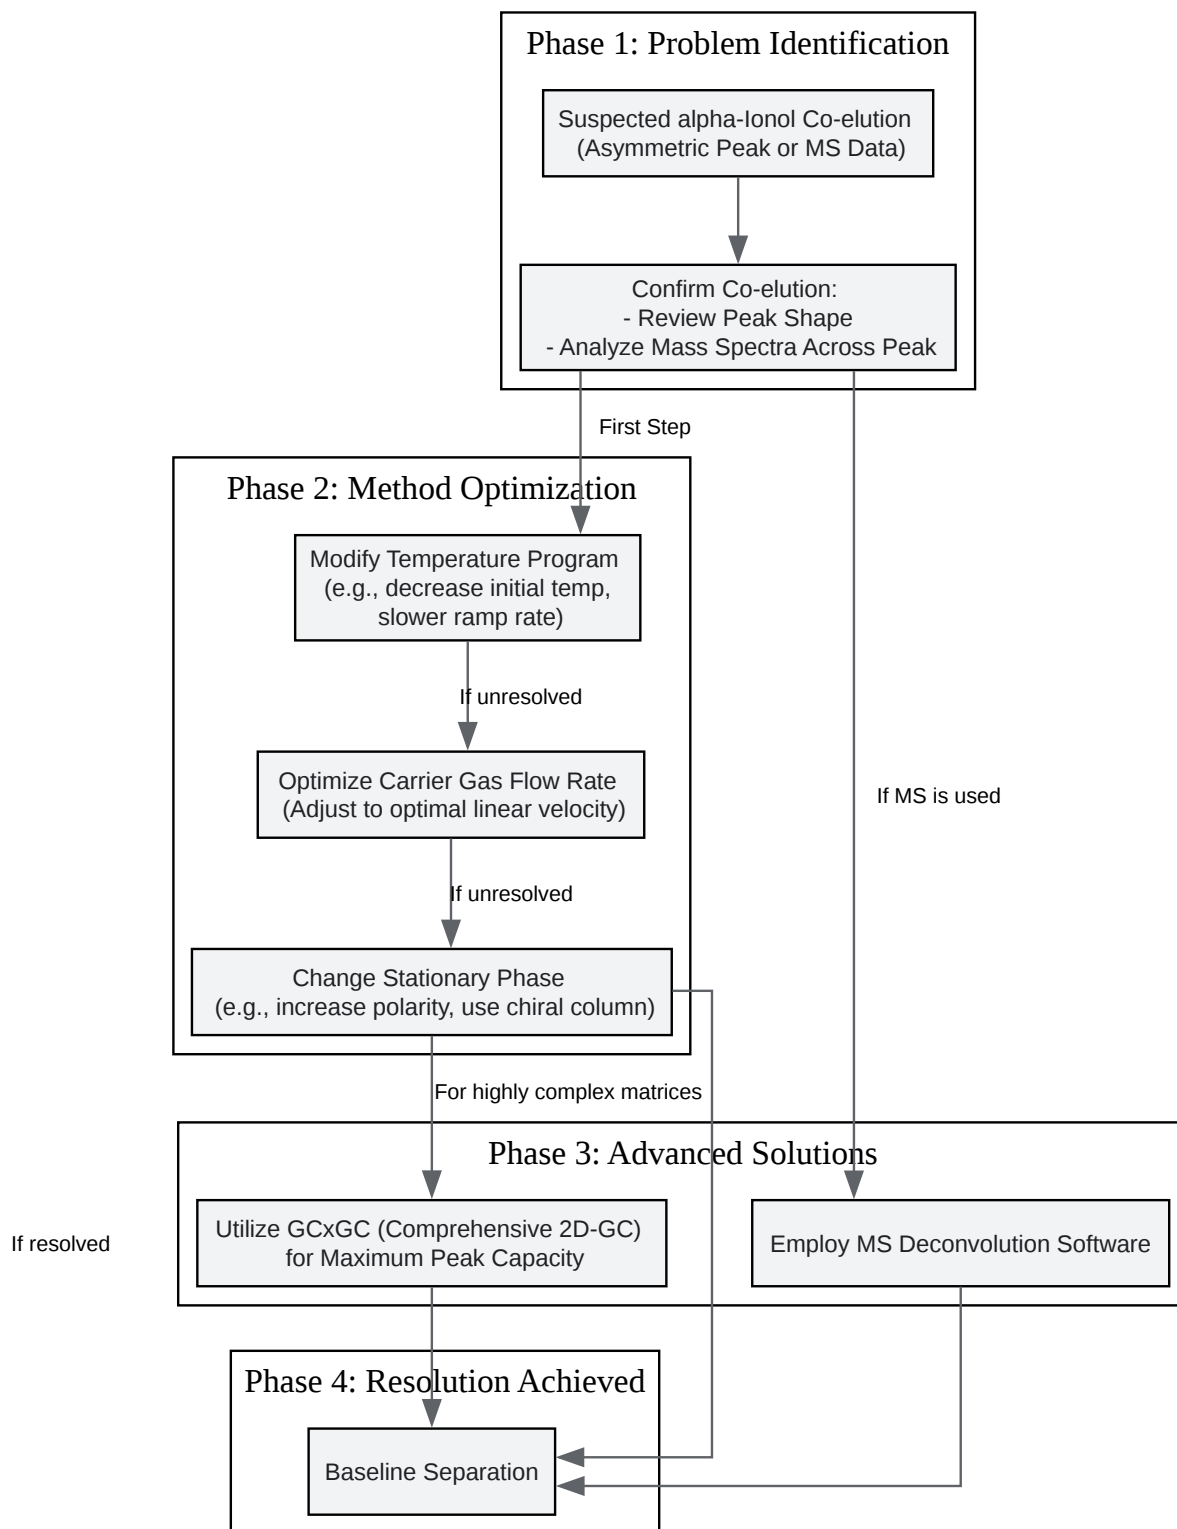 Phase 1: Problem Identification
Suspected alpha-Ionol Co-elution
(Asymmetric Peak or MS Data)
Confirm Co-elution:
- Review Peak Shape
- Analyze Mass Spectra Across Peak
First Step
Phase 2: Method Optimization
Modify Temperature Program
(e.g., decrease initial temp,
slower ramp rate)
If unresolved
Optimize Carrier Gas Flow Rate
(Adjust to optimal linear velocity)
If MS is used
If unresolved
Change Stationary Phase
(e.g., increase polarity, use chiral column)
For highly complex matrices
Phase 3: Advanced Solutions
Utilize GCxGC (Comprehensive 2D-GC)
for Maximum Peak Capacity
Employ MS Deconvolution Software
If resolved
Phase 4: Resolution Achieved
Baseline Separation